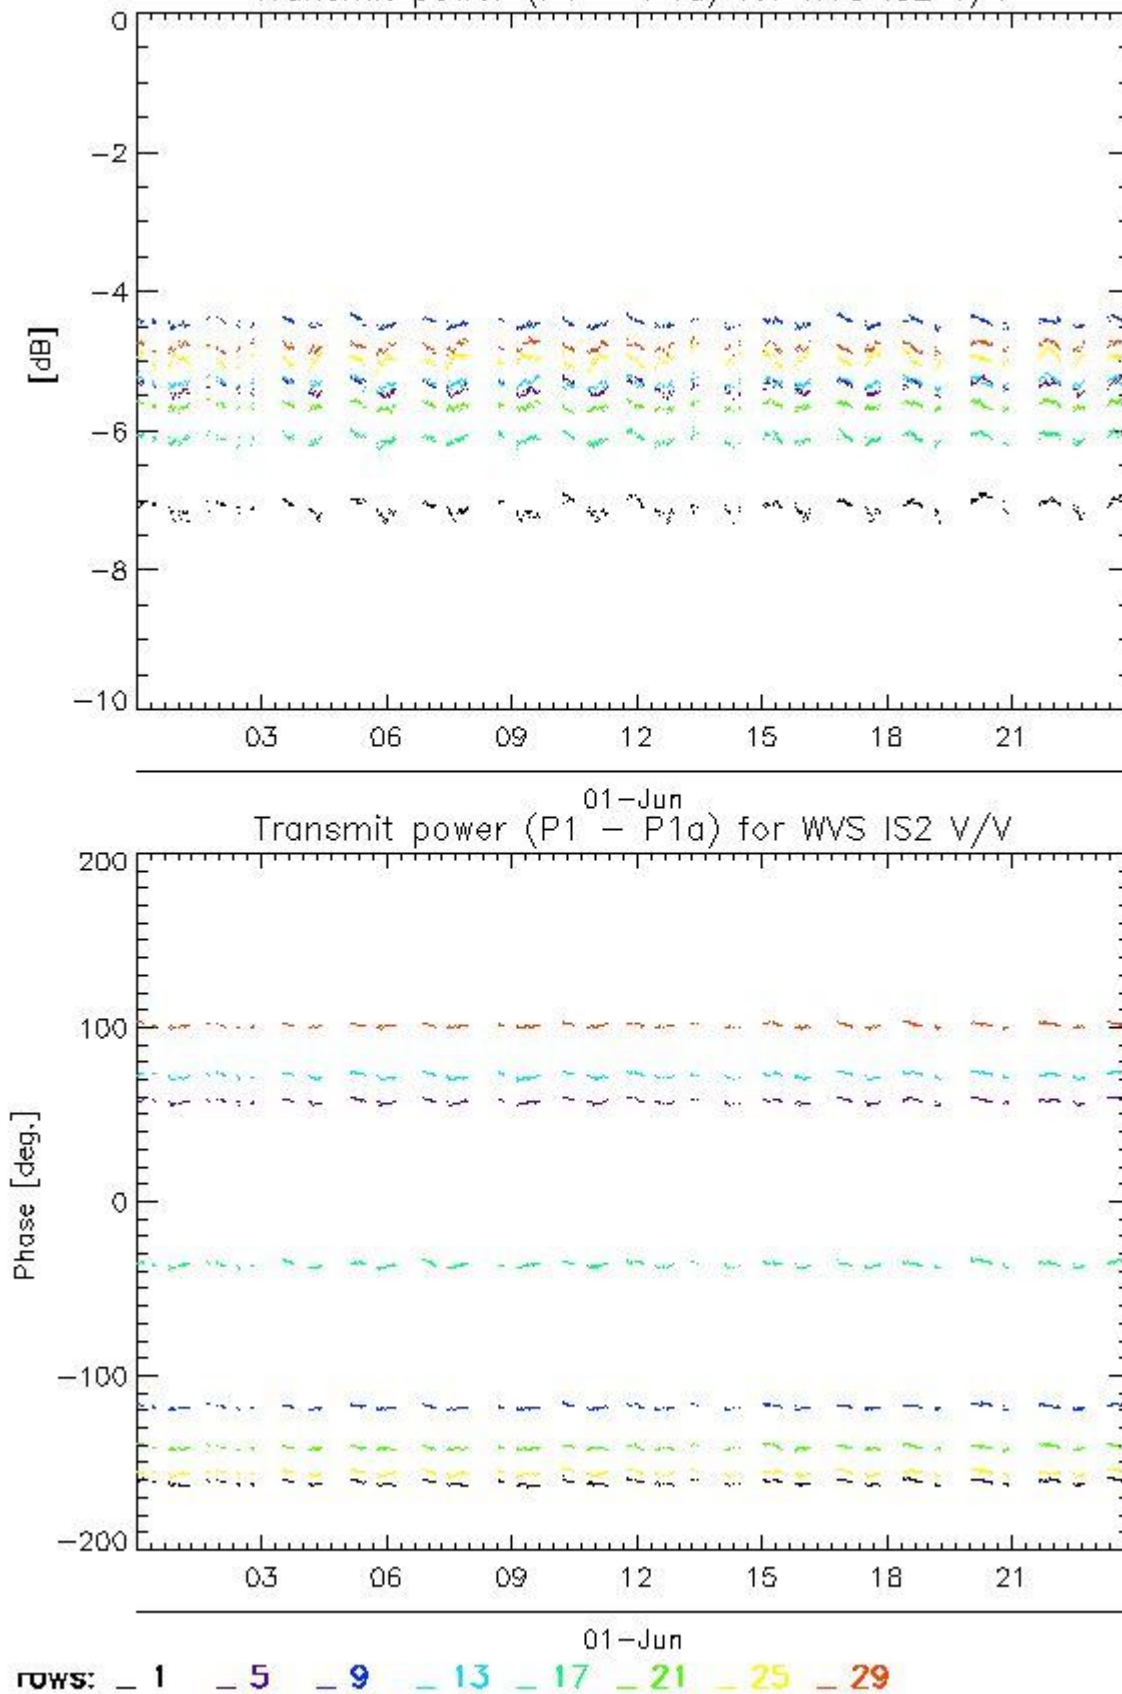 0
−2
−4
[dB]
−6
−8
−10
03 06 09 12 15 18 21
01−Jun
Transmit power (P1 − P1a) for WVS IS2 V/V
200
100
0
Phase [deg.]
−100
−200
03 06 09 12 15 18 21
01−Jun
rows: _ 1 _ 5 _ 9 _ 13 _ 17 _ 21 _ 25 _ 29